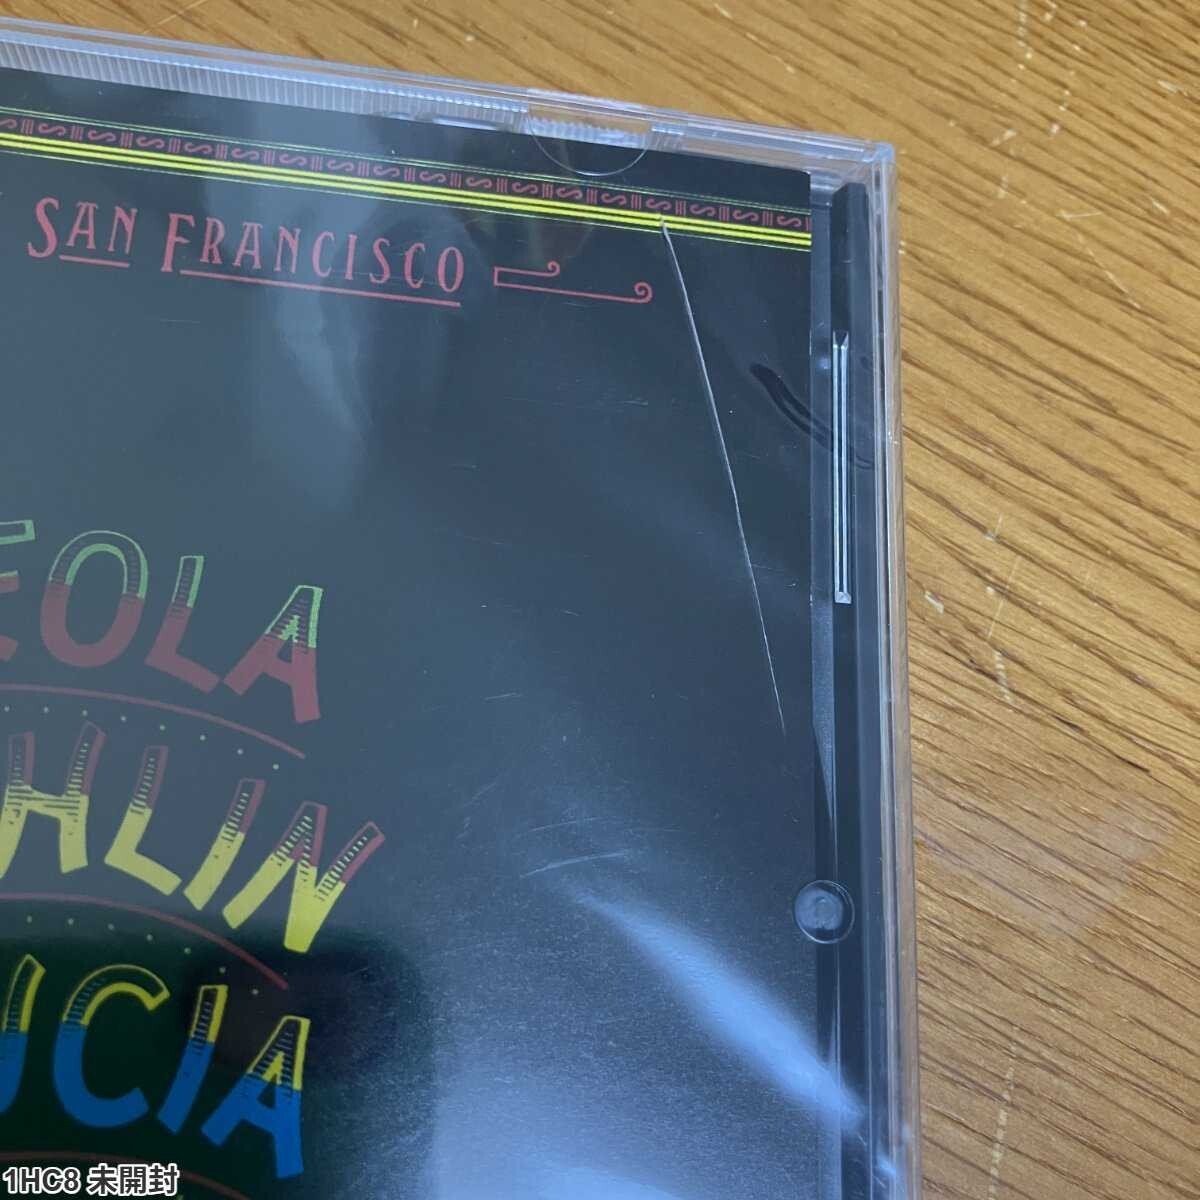 SAN FRANCISCO
EOLA
HLIN
UCIA
1HC8 未開封